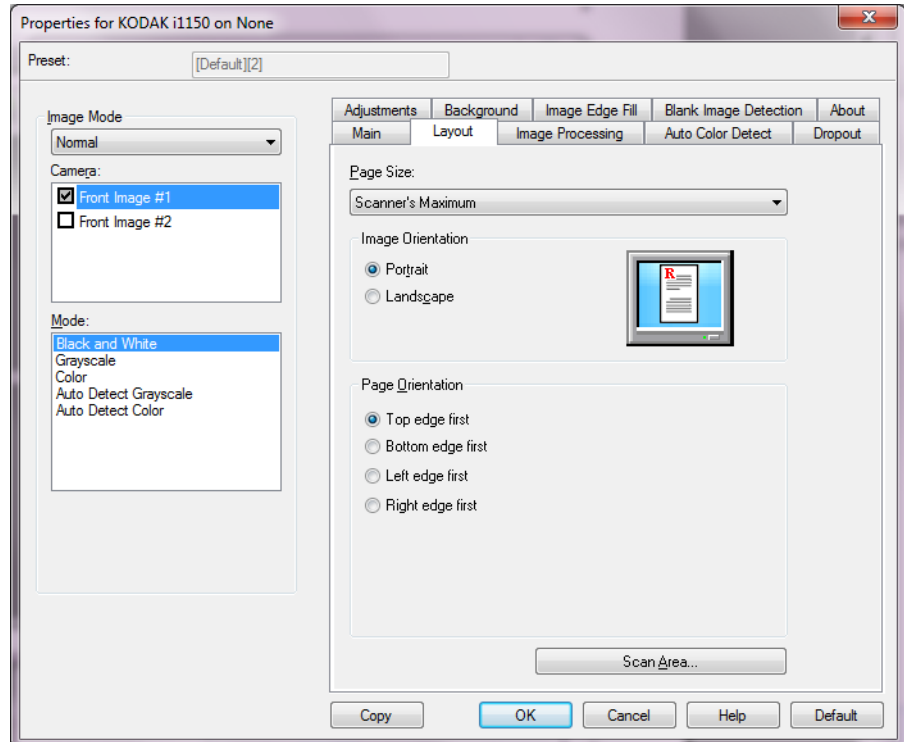 Properties for KODAK i1150 on None
Preset:
[Default][2]
Image Mode
Normal
Camera:
Front Image #1
Front Image #2
Mode:
Black and White
Grayscale
Color
Auto Detect Grayscale
Auto Detect Color
Adjustments Background Image Edge Fill Blank Image Detection About
Main Layout Image Processing Auto Color Detect Dropout
Page Size:
Scanner's Maximum
Image Orientation
Portrait
Landscape
R
Page Orientation
Top edge first
Bottom edge first
Left edge first
Right edge first
Scan Area...
Copy OK Cancel Help Default